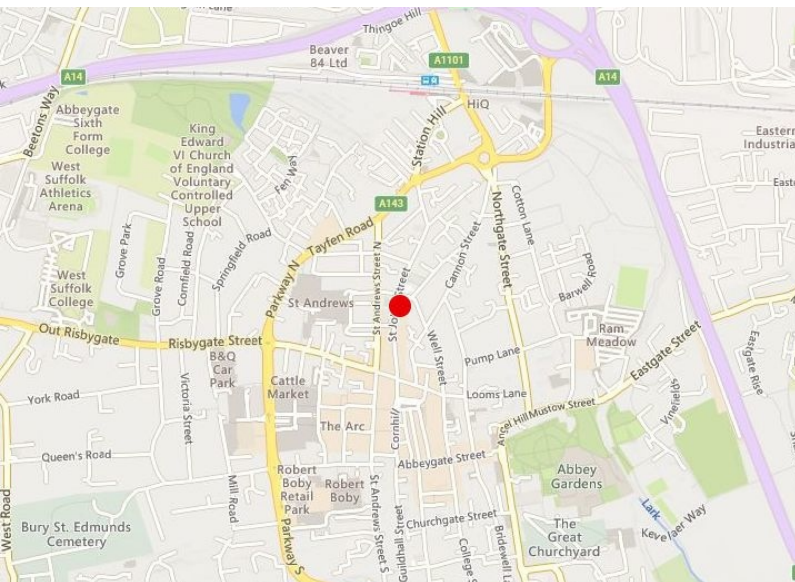 Thingoe Hill
Beaver
84 Ltd
A1101
A14
A14
HiQ
Beetons Way
Abbeygate
Sixth
Form
College
King
Edward
VI Church
of England
Voluntary
Controlled
Upper
School
West
Suffolk
Athletics
Arena
Fen Way
Station Hill
Eastern
Industria
A143
Cotton Lane
Northgate Street
Tayfen Road
Springfield Road
Cornfield Road
Grove Park
Grove Road
Parkway N
St Andrews Street N
Cannon Street
Barwell Road
West
Suffolk
College
St Andrews
Street
St Jo
Ram
Meadow
Out Risbygate
Risbygate Street
Well Street
Pump Lane
Eastgate Street
Eastgate Rise
B&Q
Car
Park
Cattle
Market
Victoria Street
Looms Lane
Vinefields
York Road
Angel Hill
Mustow Street
The Arc
Cornhill
Queen's Road
Abbeygate Street
Abbey
Gardens
Robert
Boby
Retail
Park
Robert
Boby
Mill Road
West Road
Lark
Kevelaer Way
Bury St. Edmunds
Cemetery
Parkway S
St Andrews Street S
Guildhall Street
Churchgate Street
College S
Bridewell L
The
Great
Churchyard